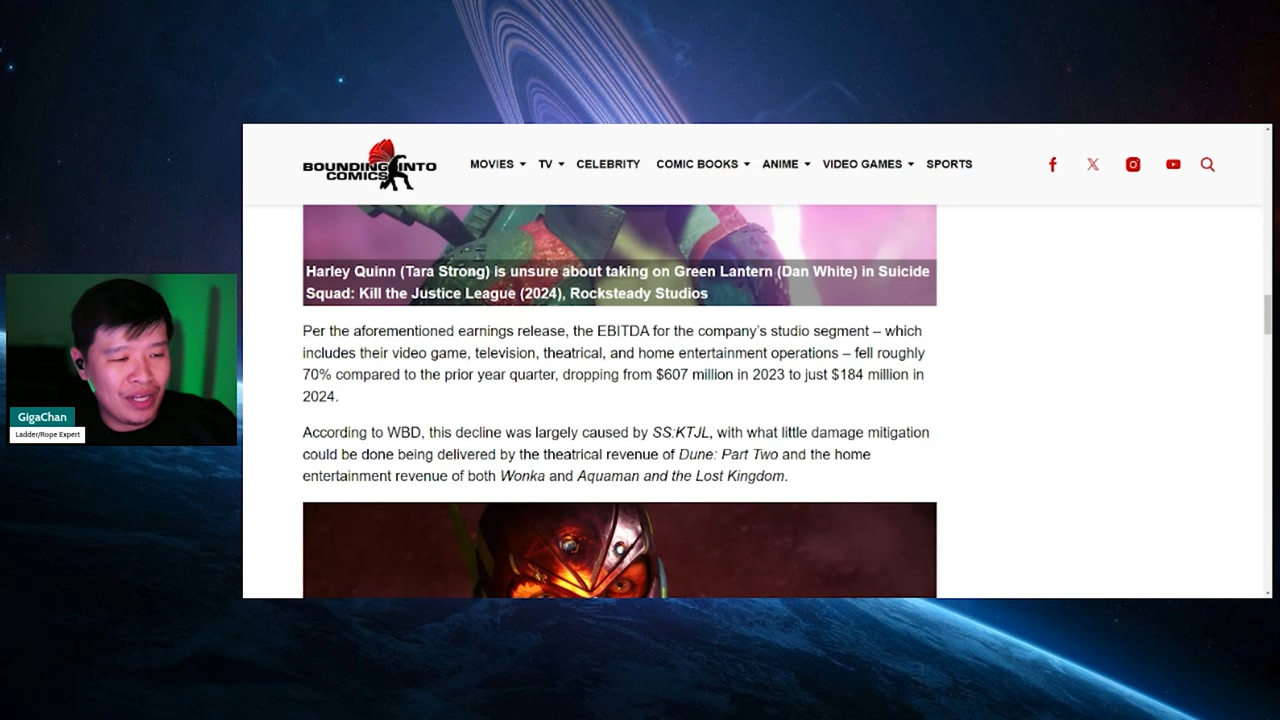 BOUNDING INTO
COMICS
MOVIES TV CELEBRITY COMIC BOOKS ANIME VIDEO GAMES SPORTS
Harley Quinn (Tara Strong) is unsure about taking on Green Lantern (Dan White) in Suicide
Squad: Kill the Justice League (2024), Rocksteady Studios
Per the aforementioned earnings release, the EBITDA for the company's studio segment – which
includes their video game, television, theatrical, and home entertainment operations – fell roughly
70% compared to the prior year quarter, dropping from $607 million in 2023 to just $184 million in
2024.
According to WBD, this decline was largely caused by SS:KTJL, with what little damage mitigation
could be done being delivered by the theatrical revenue of Dune: Part Two and the home
entertainment revenue of both Wonka and Aquaman and the Lost Kingdom.
GigaChan
Ladder/Rope Expert